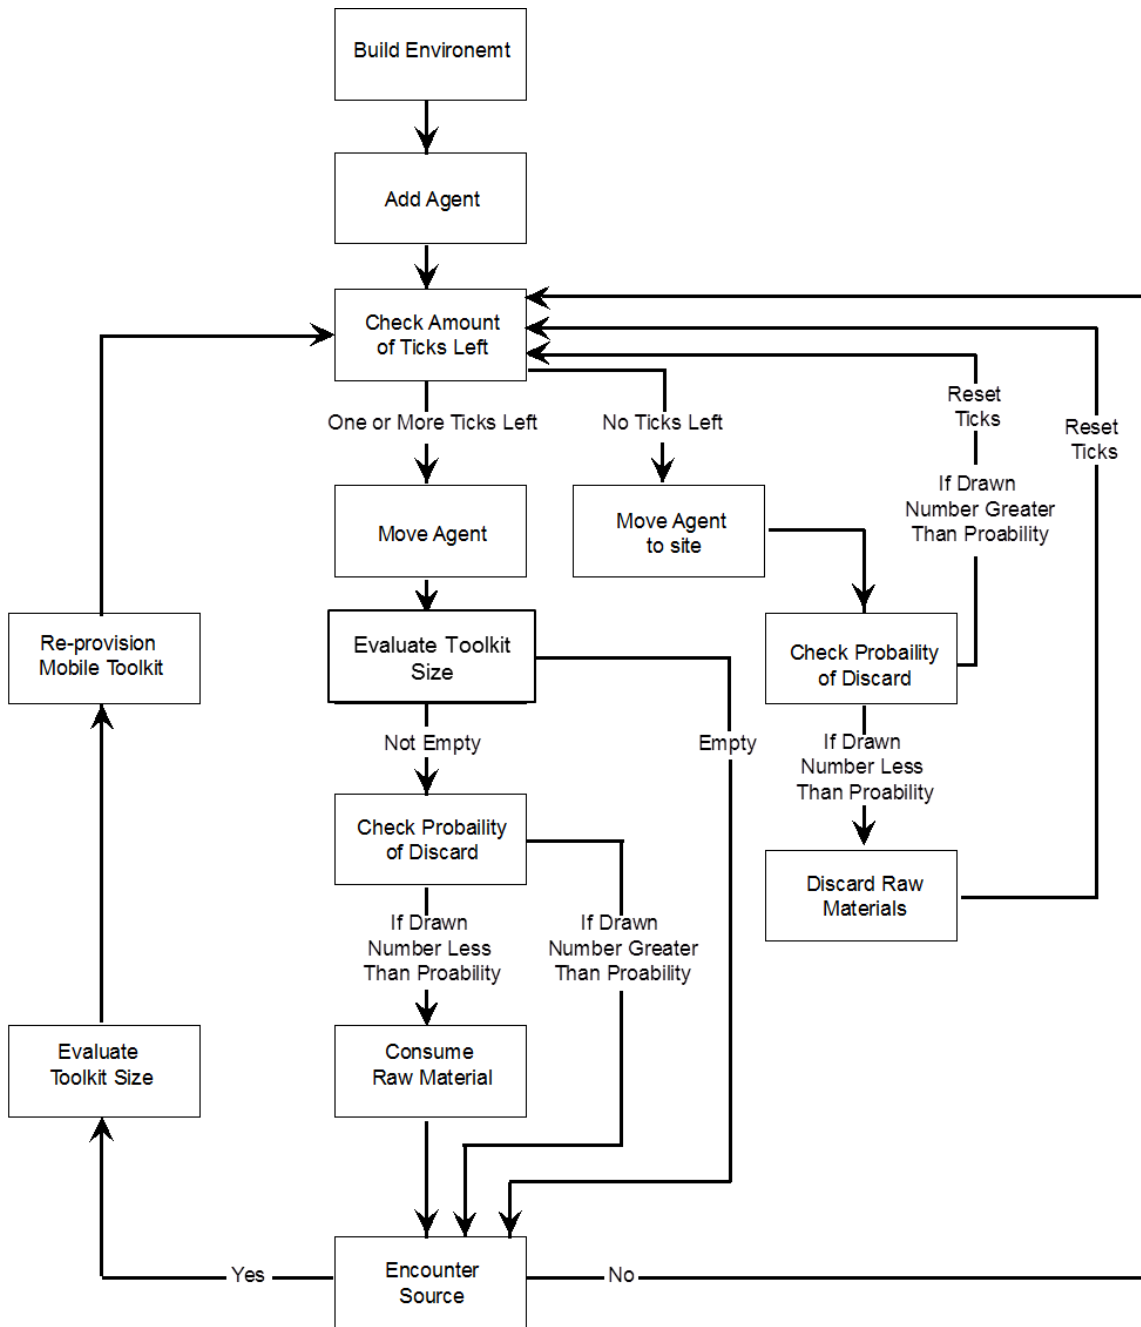 Build Environemt
Add Agent
Check Amount
of Ticks Left
One or More Ticks Left
No Ticks Left
Reset
Ticks
Reset
Ticks
Move Agent
Move Agent
to site
If Drawn
Number Greater
Than Proability
Re-provision
Mobile Toolkit
Evaluate Toolkit
Size
Check Probaility
of Discard
Not Empty
Empty
If Drawn
Number Less
Than Proability
Check Probaility
of Discard
Discard Raw
Materials
If Drawn
Number Less
Than Proability
If Drawn
Number Greater
Than Proability
Evaluate
Toolkit Size
Consume
Raw Material
Yes
Encounter
Source
No